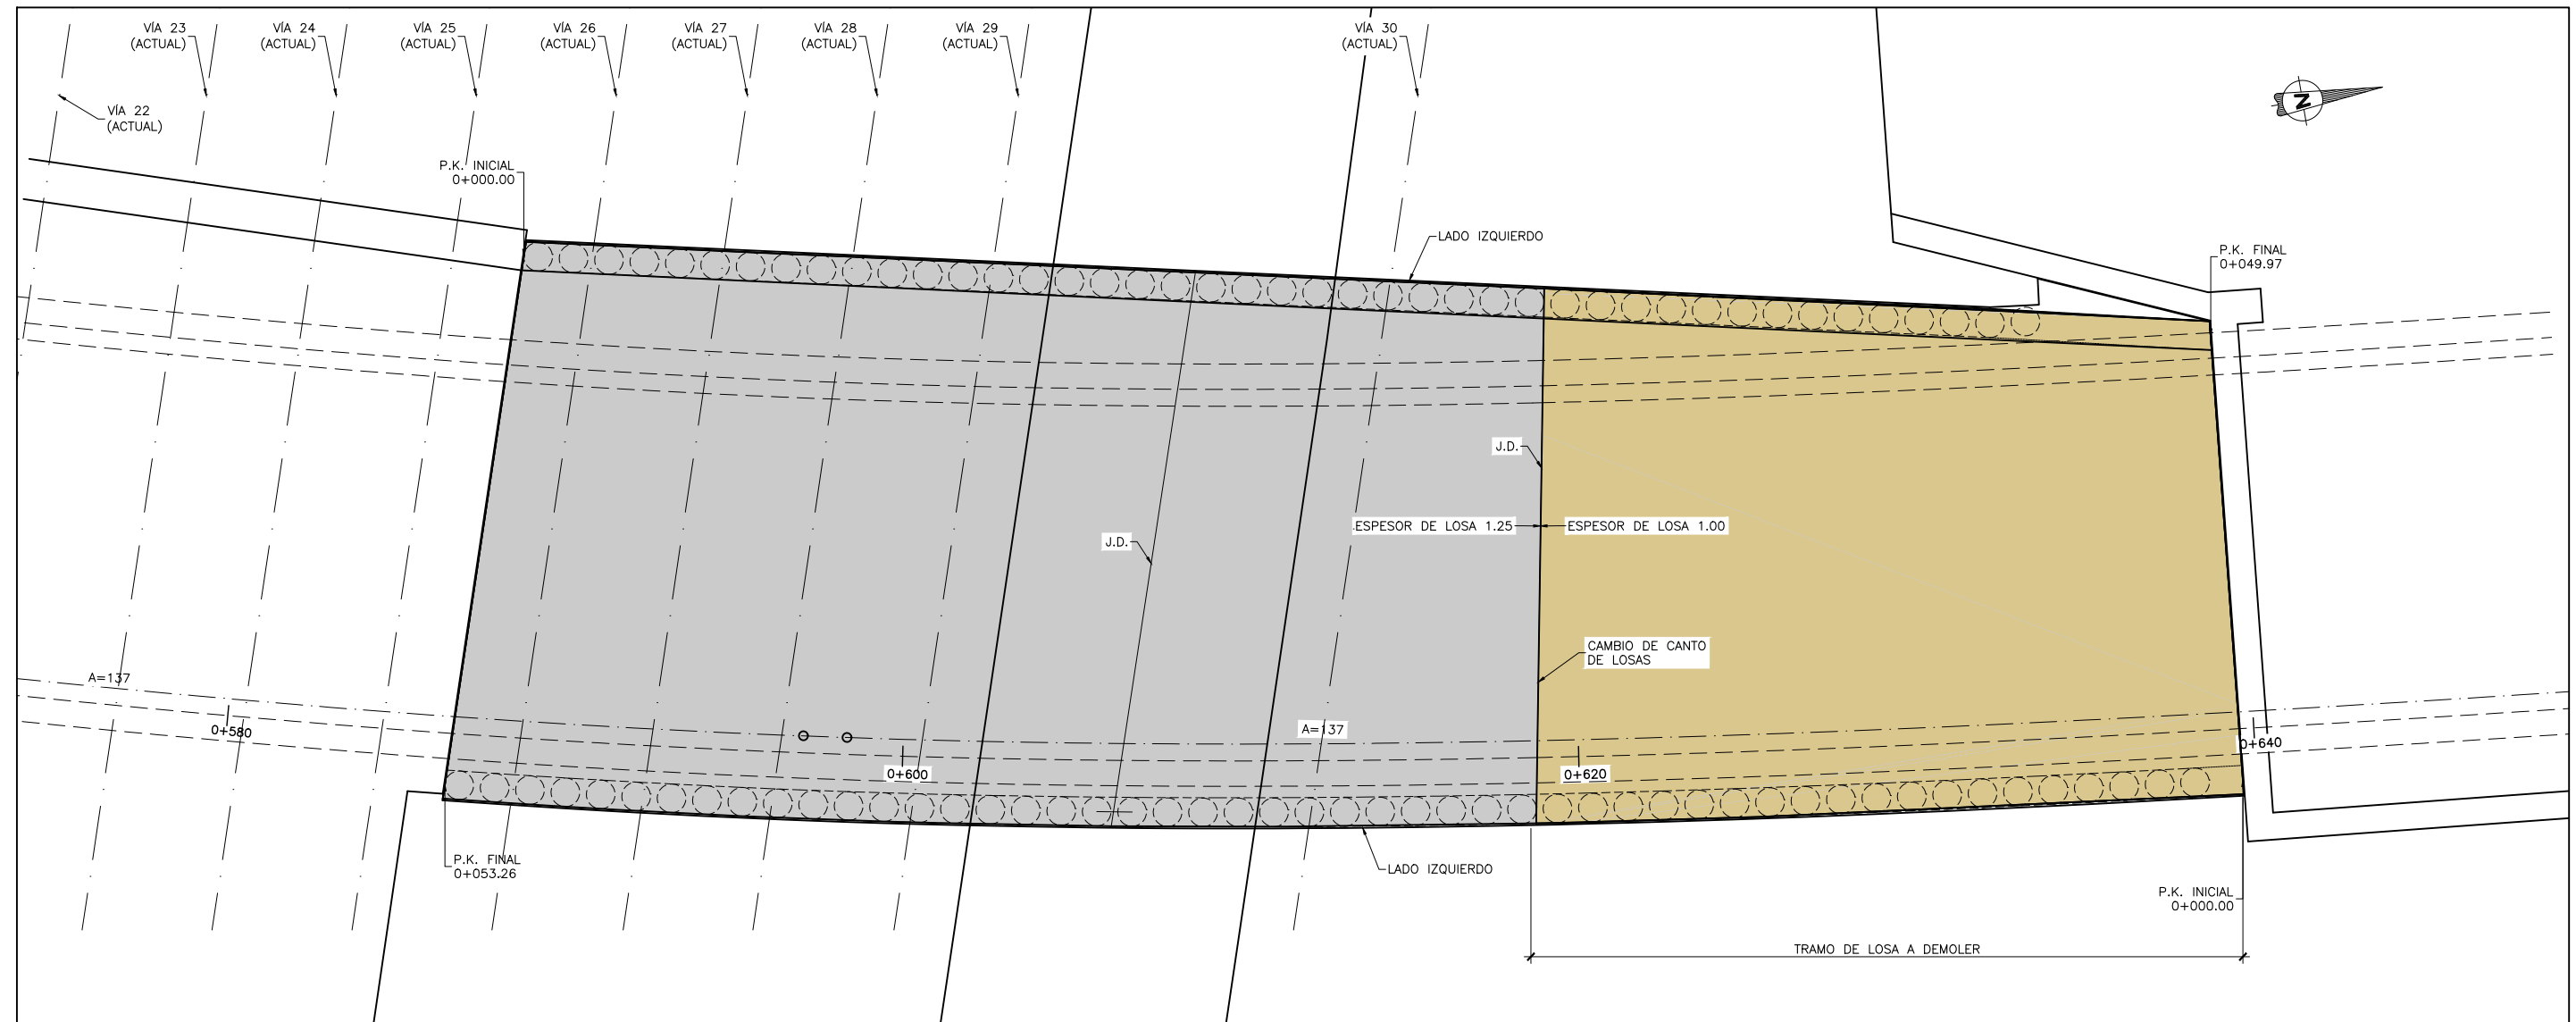 VÍA 23
(ACTUAL)
VÍA 24
(ACTUAL)
VÍA 25
(ACTUAL)
VÍA 26
(ACTUAL)
VÍA 27
(ACTUAL)
VÍA 28
(ACTUAL)
VÍA 29
(ACTUAL)
VÍA 30
(ACTUAL)
VÍA 22
(ACTUAL)
N
P.K. INICIAL
0+000.00
LADO IZQUIERDO
P.K. FINAL
0+049.97
J.D.
ESPESOR DE LOSA 1.25
ESPESOR DE LOSA 1.00
J.D.
CAMBIO DE CANTO
DE LOSAS
A=137
0+580
A=137
0+600
0+620
0+640
P.K. FINAL
0+053.26
LADO IZQUIERDO
P.K. INICIAL
0+000.00
TRAMO DE LOSA A DEMOLER